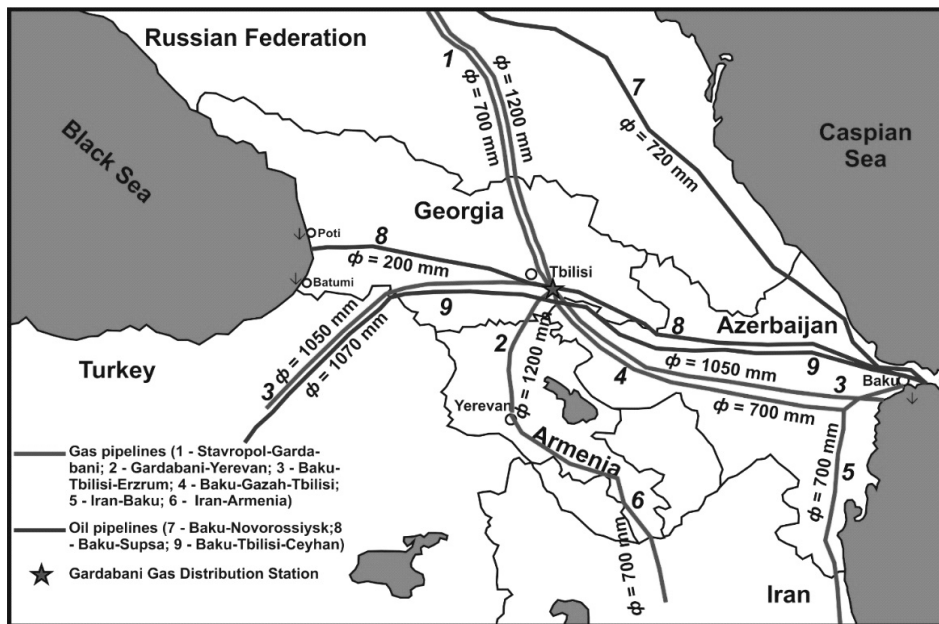 Russian Federation
1
ϕ = 1200 mm
ϕ = 700 mm
7
ϕ = 720 mm
Caspian
Sea
Black Sea
Georgia
Poti
8
ϕ = 200 mm
Tbilisi
Batumi
9
8
Azerbaijan
Turkey
ϕ = 1050 mm
ϕ = 1070 mm
3
2
ϕ = 1200 mm
4
ϕ = 1050 mm
9
3
Baku
ϕ = 700 mm
Yerevan
Armenia
6
ϕ = 700 mm
5
ϕ = 700 mm
Iran
Gas pipelines (1 - Stavropol-Garda-
bani; 2 - Gardabani-Yerevan; 3 - Baku-
Tbilisi-Erzrum; 4 - Baku-Gazah-Tbilisi;
5 - Iran-Baku; 6 - Iran-Armenia)
Oil pipelines (7 - Baku-Novorossiysk;8
- Baku-Supsa; 9 - Baku-Tbilisi-Ceyhan)
Gardabani Gas Distribution Station